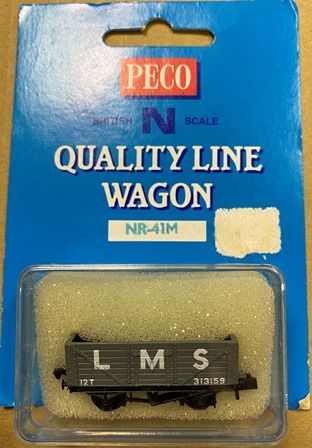 PECO
BRITISH N SCALE
QUALITY LINE
WAGON
NR-41M
L M S
12T 313159